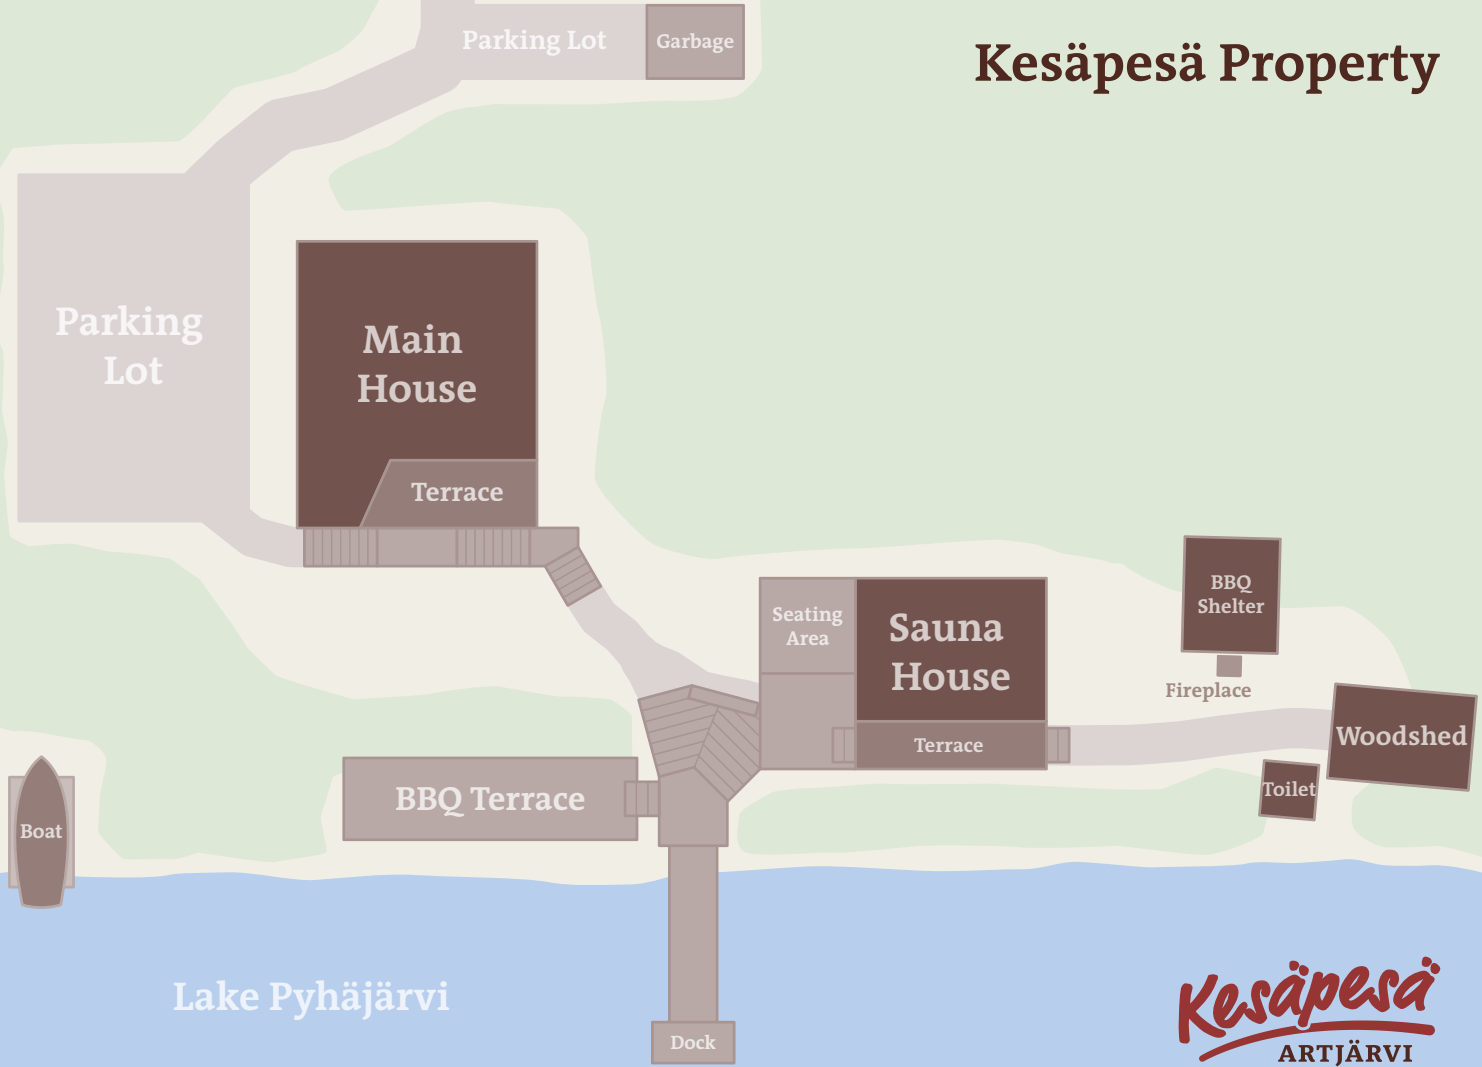 Parking Lot
Garbage
Kesäpesä Property
Parking
Lot
Main
House
Terrace
BBQ
Shelter
Seating
Area
Sauna
House
Fireplace
Woodshed
Terrace
Toilet
BBQ Terrace
Boat
Lake Pyhäjärvi
Dock
Kesäpesä
ARTJÄRVI